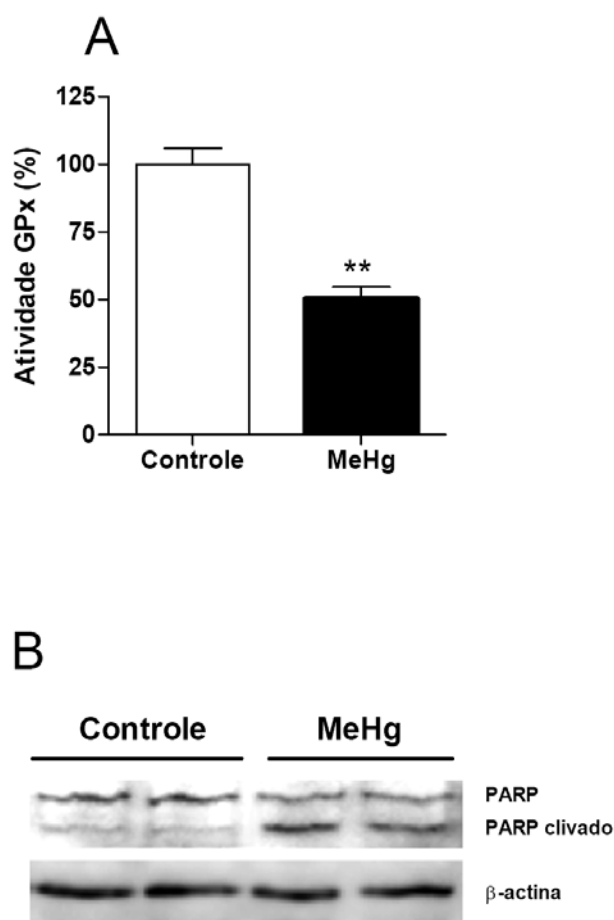 A
Atividade GPx (%)
125
100
75
50
25
0
**
Controle MeHg
B
Controle MeHg
PARP
PARP clivado
β-actina